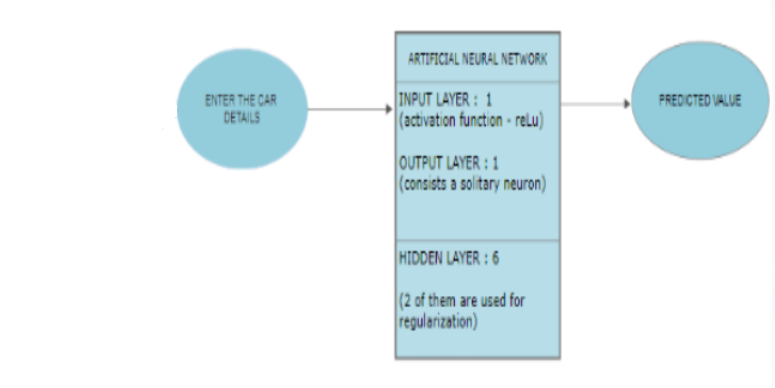 ENTER THE CAR
DETAILS
ARTIFICIAL NEURAL NETWORK
INPUT LAYER : 1
(activation function - reLu)
OUTPUT LAYER : 1
(consists a solitary neuron)
HIDDEN LAYER : 6
(2 of them are used for
regularization)
PREDICTED VALUE